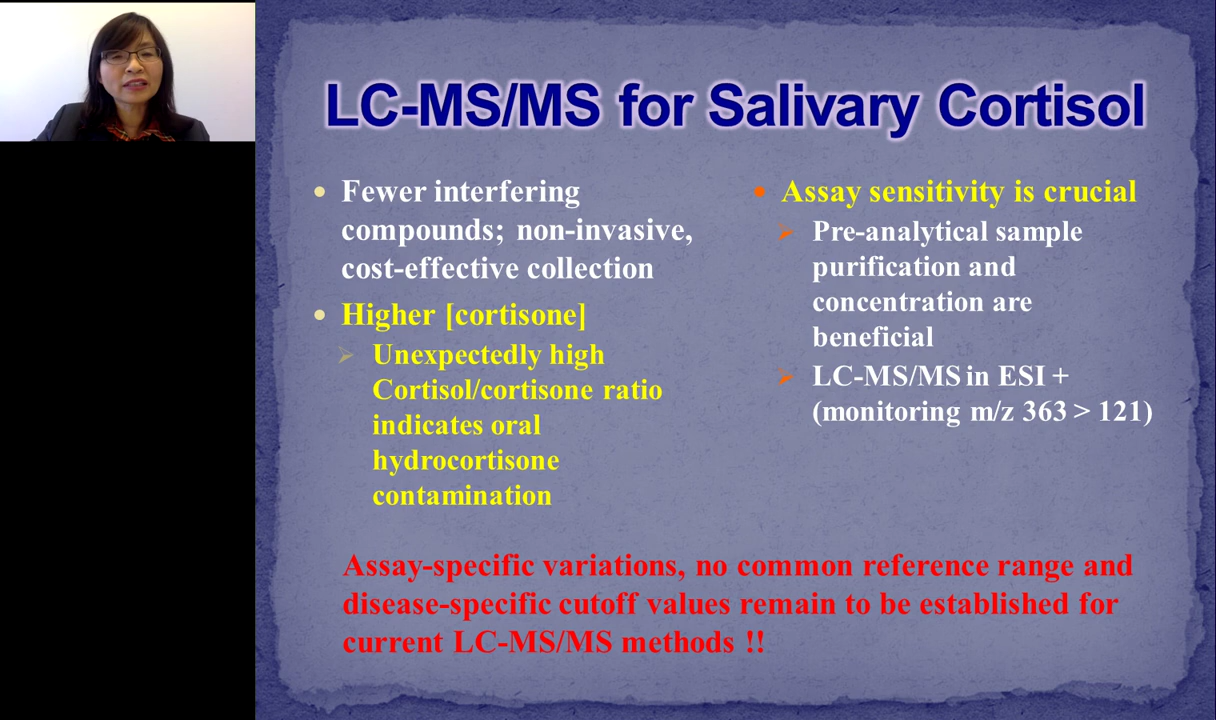 LC-MS/MS for Salivary Cortisol
• Fewer interfering
compounds; non-invasive,
cost-effective collection
• Higher [cortisone]
➢ Unexpectedly high
Cortisol/cortisone ratio
indicates oral
hydrocortisone
contamination
• Assay sensitivity is crucial
➢ Pre-analytical sample
purification and
concentration are
beneficial
➢ LC-MS/MS in ESI +
(monitoring m/z 363 > 121)
Assay-specific variations, no common reference range and
disease-specific cutoff values remain to be established for
current LC-MS/MS methods !!